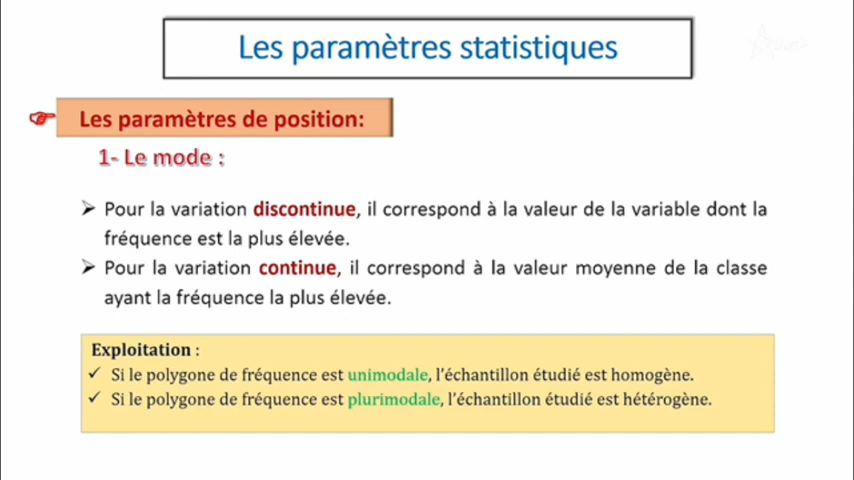 Les paramètres statistiques
Les paramètres de position:
1- Le mode :
➢ Pour la variation discontinue, il correspond à la valeur de la variable dont la
fréquence est la plus élevée.
➢ Pour la variation continue, il correspond à la valeur moyenne de la classe
ayant la fréquence la plus élevée.
Exploitation :
✓ Si le polygone de fréquence est unimodale, l'échantillon étudié est homogène.
✓ Si le polygone de fréquence est plurimodale, l'échantillon étudié est hétérogène.